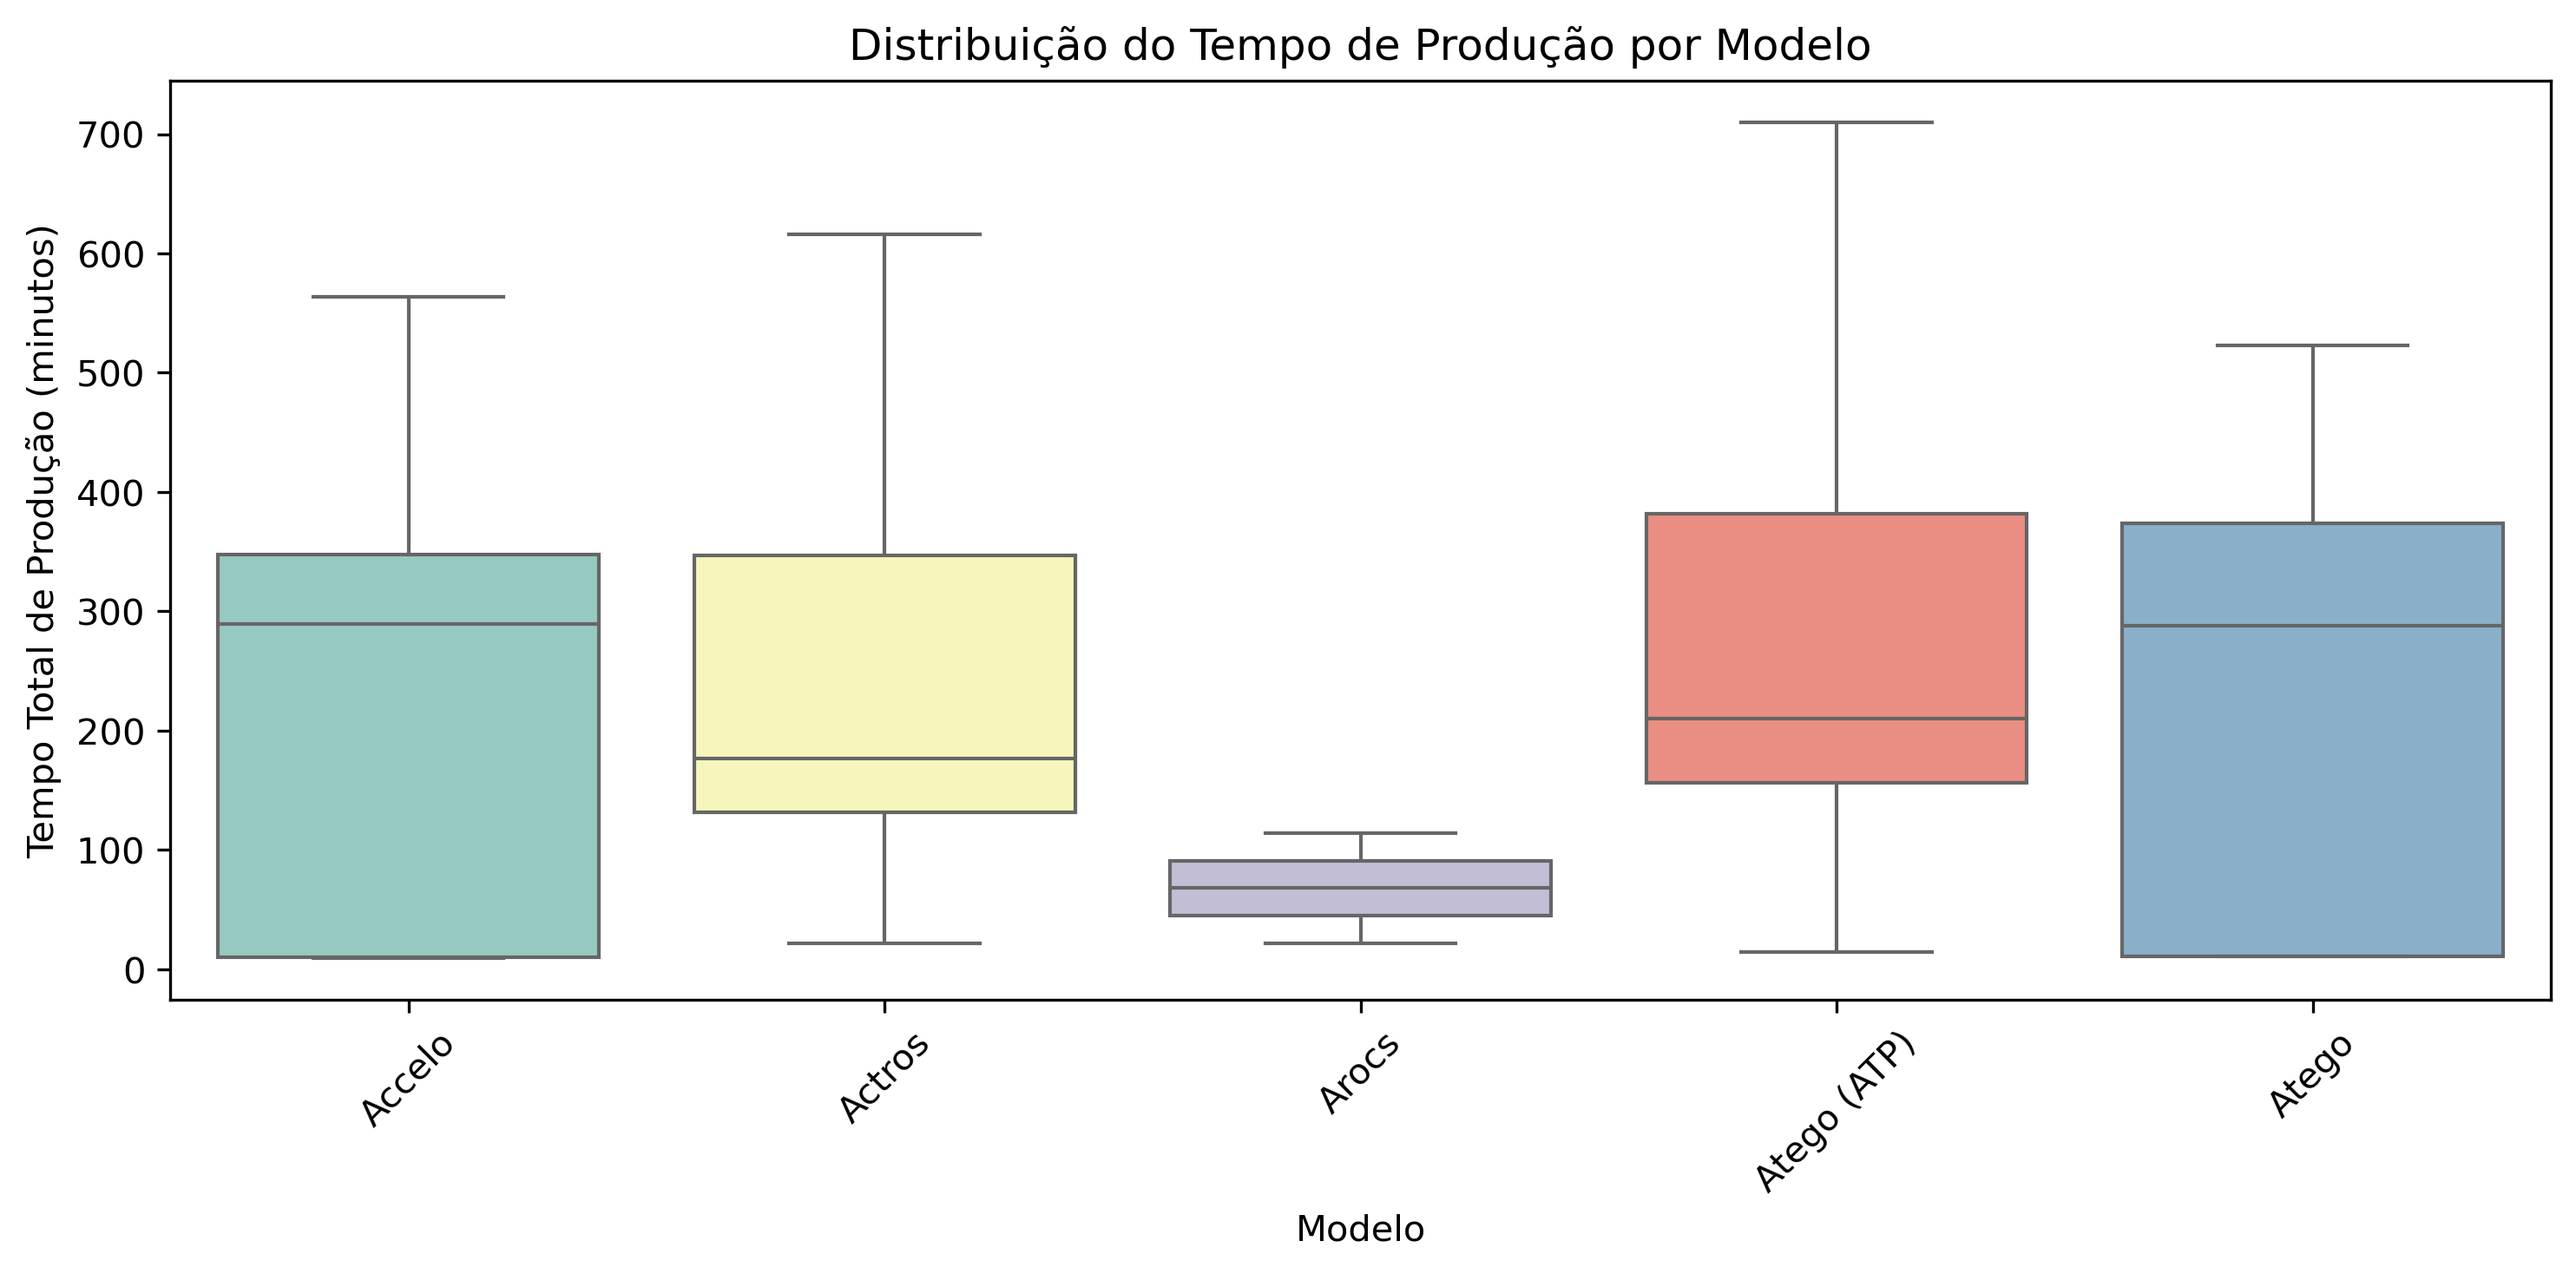 Distribuição do Tempo de Produção por Modelo
Tempo Total de Produção (minutos)
700
600
500
400
300
200
100
0
Accelo
Actros
Arocs
Atego (ATP)
Atego
Modelo